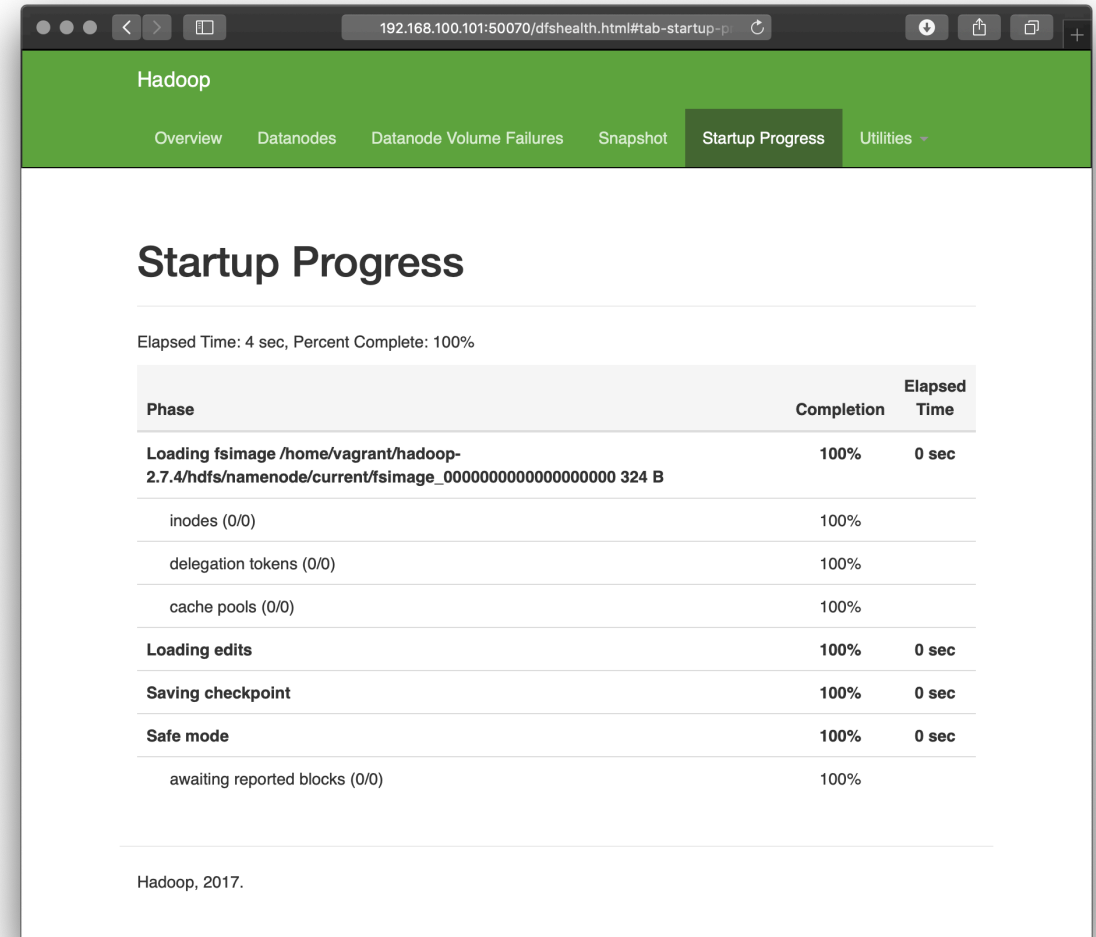 192.168.100.101:50070/dfshealth.html#tab-startup-p
Hadoop
Overview Datanodes Datanode Volume Failures Snapshot Startup Progress Utilities
Startup Progress
Elapsed Time: 4 sec, Percent Complete: 100%
Phase Completion Elapsed Time
Loading fsimage /home/vagrant/hadoop- 100% 0 sec
2.7.4/hdfs/namenode/current/fsimage_0000000000000000000 324 B
inodes (0/0) 100%
delegation tokens (0/0) 100%
cache pools (0/0) 100%
Loading edits 100% 0 sec
Saving checkpoint 100% 0 sec
Safe mode 100% 0 sec
awaiting reported blocks (0/0) 100%
Hadoop, 2017.